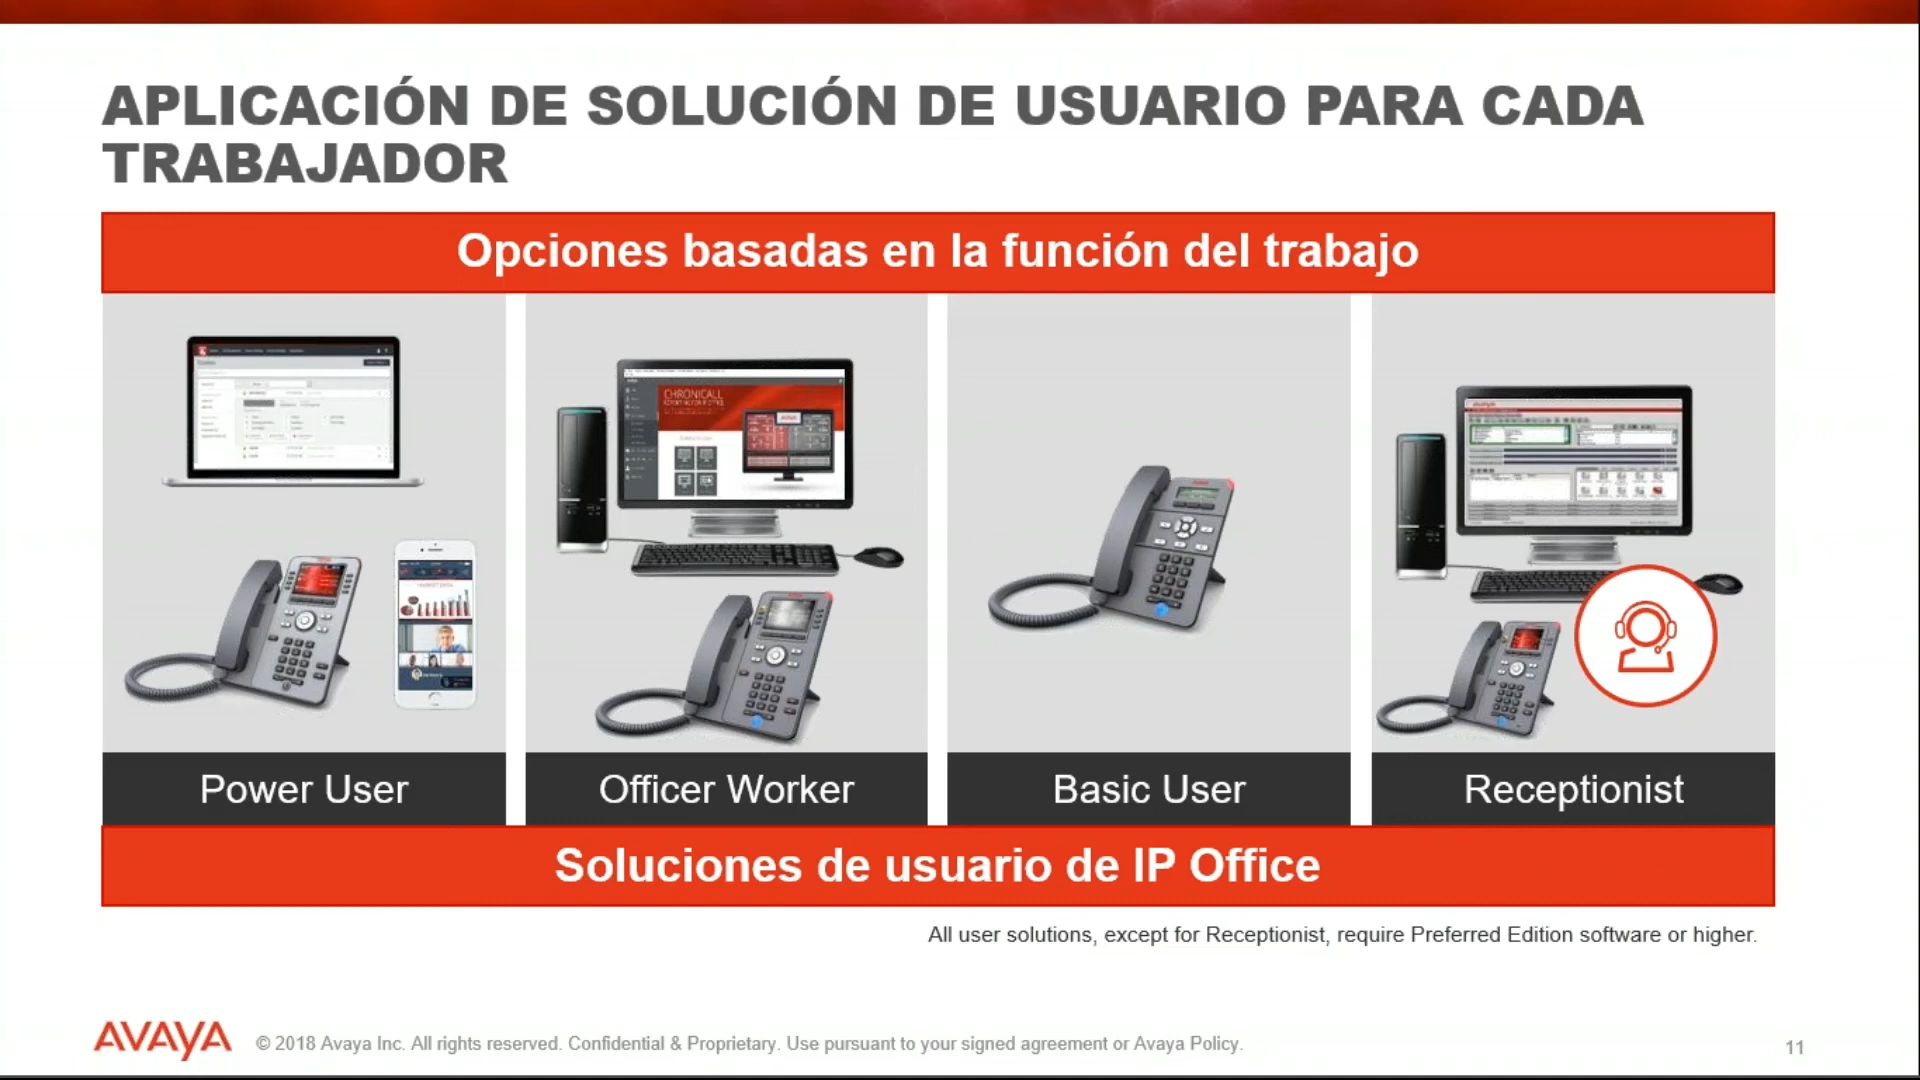 APLICACIÓN DE SOLUCIÓN DE USUARIO PARA CADA
TRABAJADOR
Opciones basadas en la función del trabajo
CHRONICALL
Power User
Officer Worker
Basic User
Receptionist
Soluciones de usuario de IP Office
All user solutions, except for Receptionist, require Preferred Edition software or higher.
AVAYA
© 2018 Avaya Inc. All rights reserved. Confidential & Proprietary. Use pursuant to your signed agreement or Avaya Policy.
11